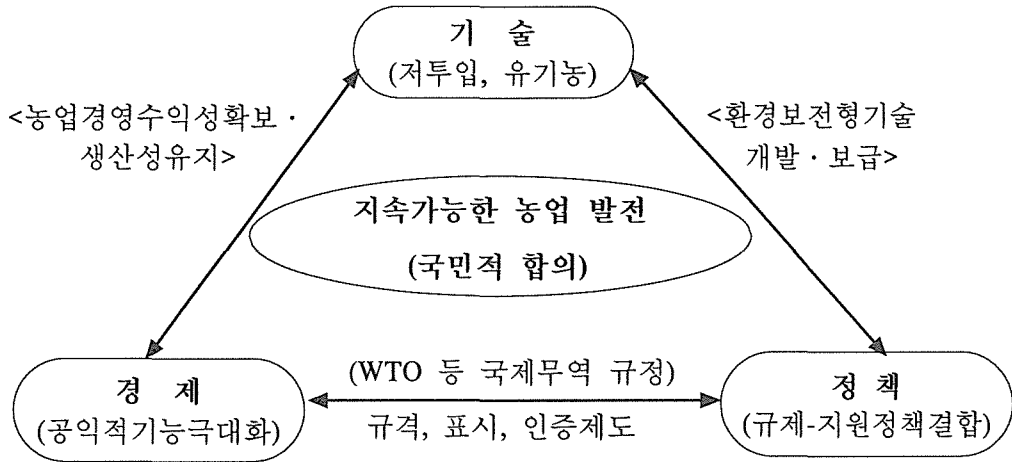 기 술
(저투입, 유기농)
<농업경영수익성확보·
생산성유지>
<환경보전형기술
개발·보급>
지속가능한 농업 발전
(국민적 합의)
경 제
(공익적기능극대화)
(WTO 등 국제무역 규정)
규격, 표시, 인증제도
정 책
(규제-지원정책결합)